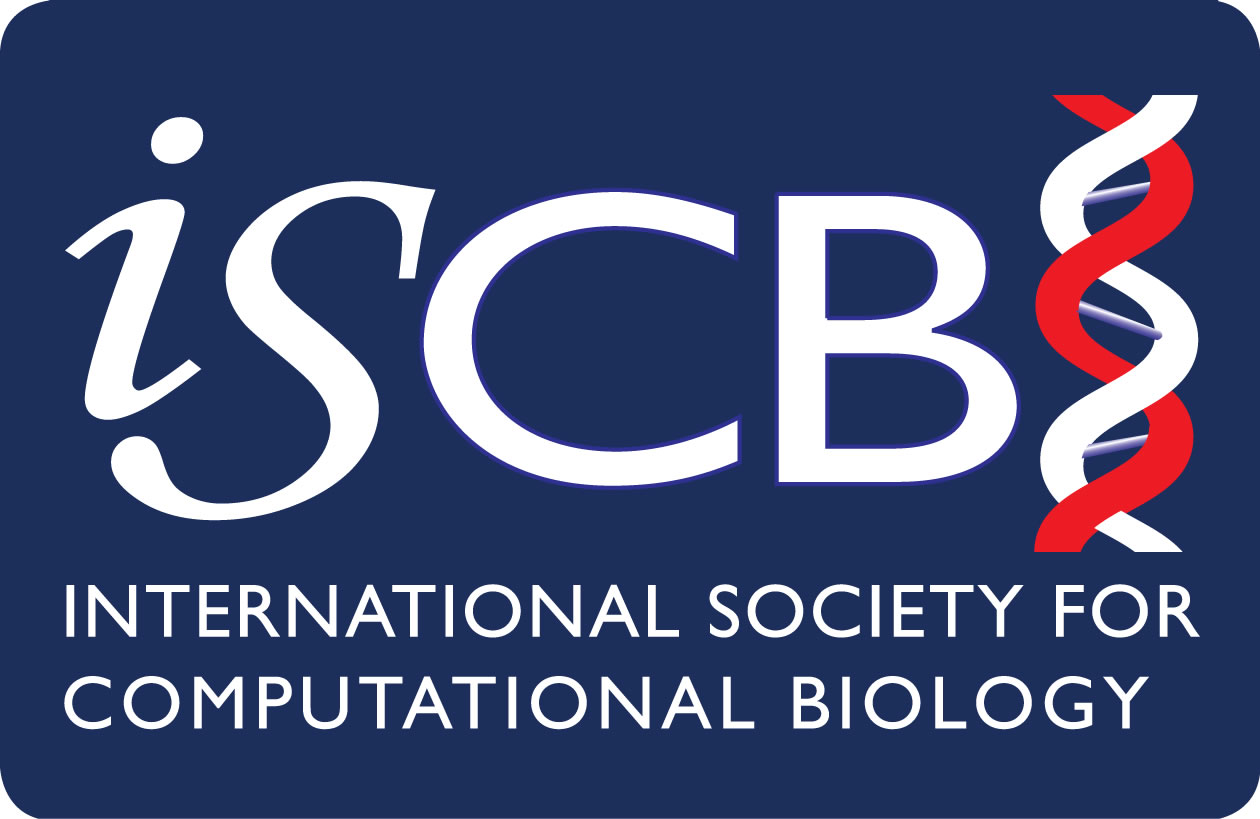 iSCB
INTERNATIONAL SOCIETY FOR
COMPUTATIONAL BIOLOGY